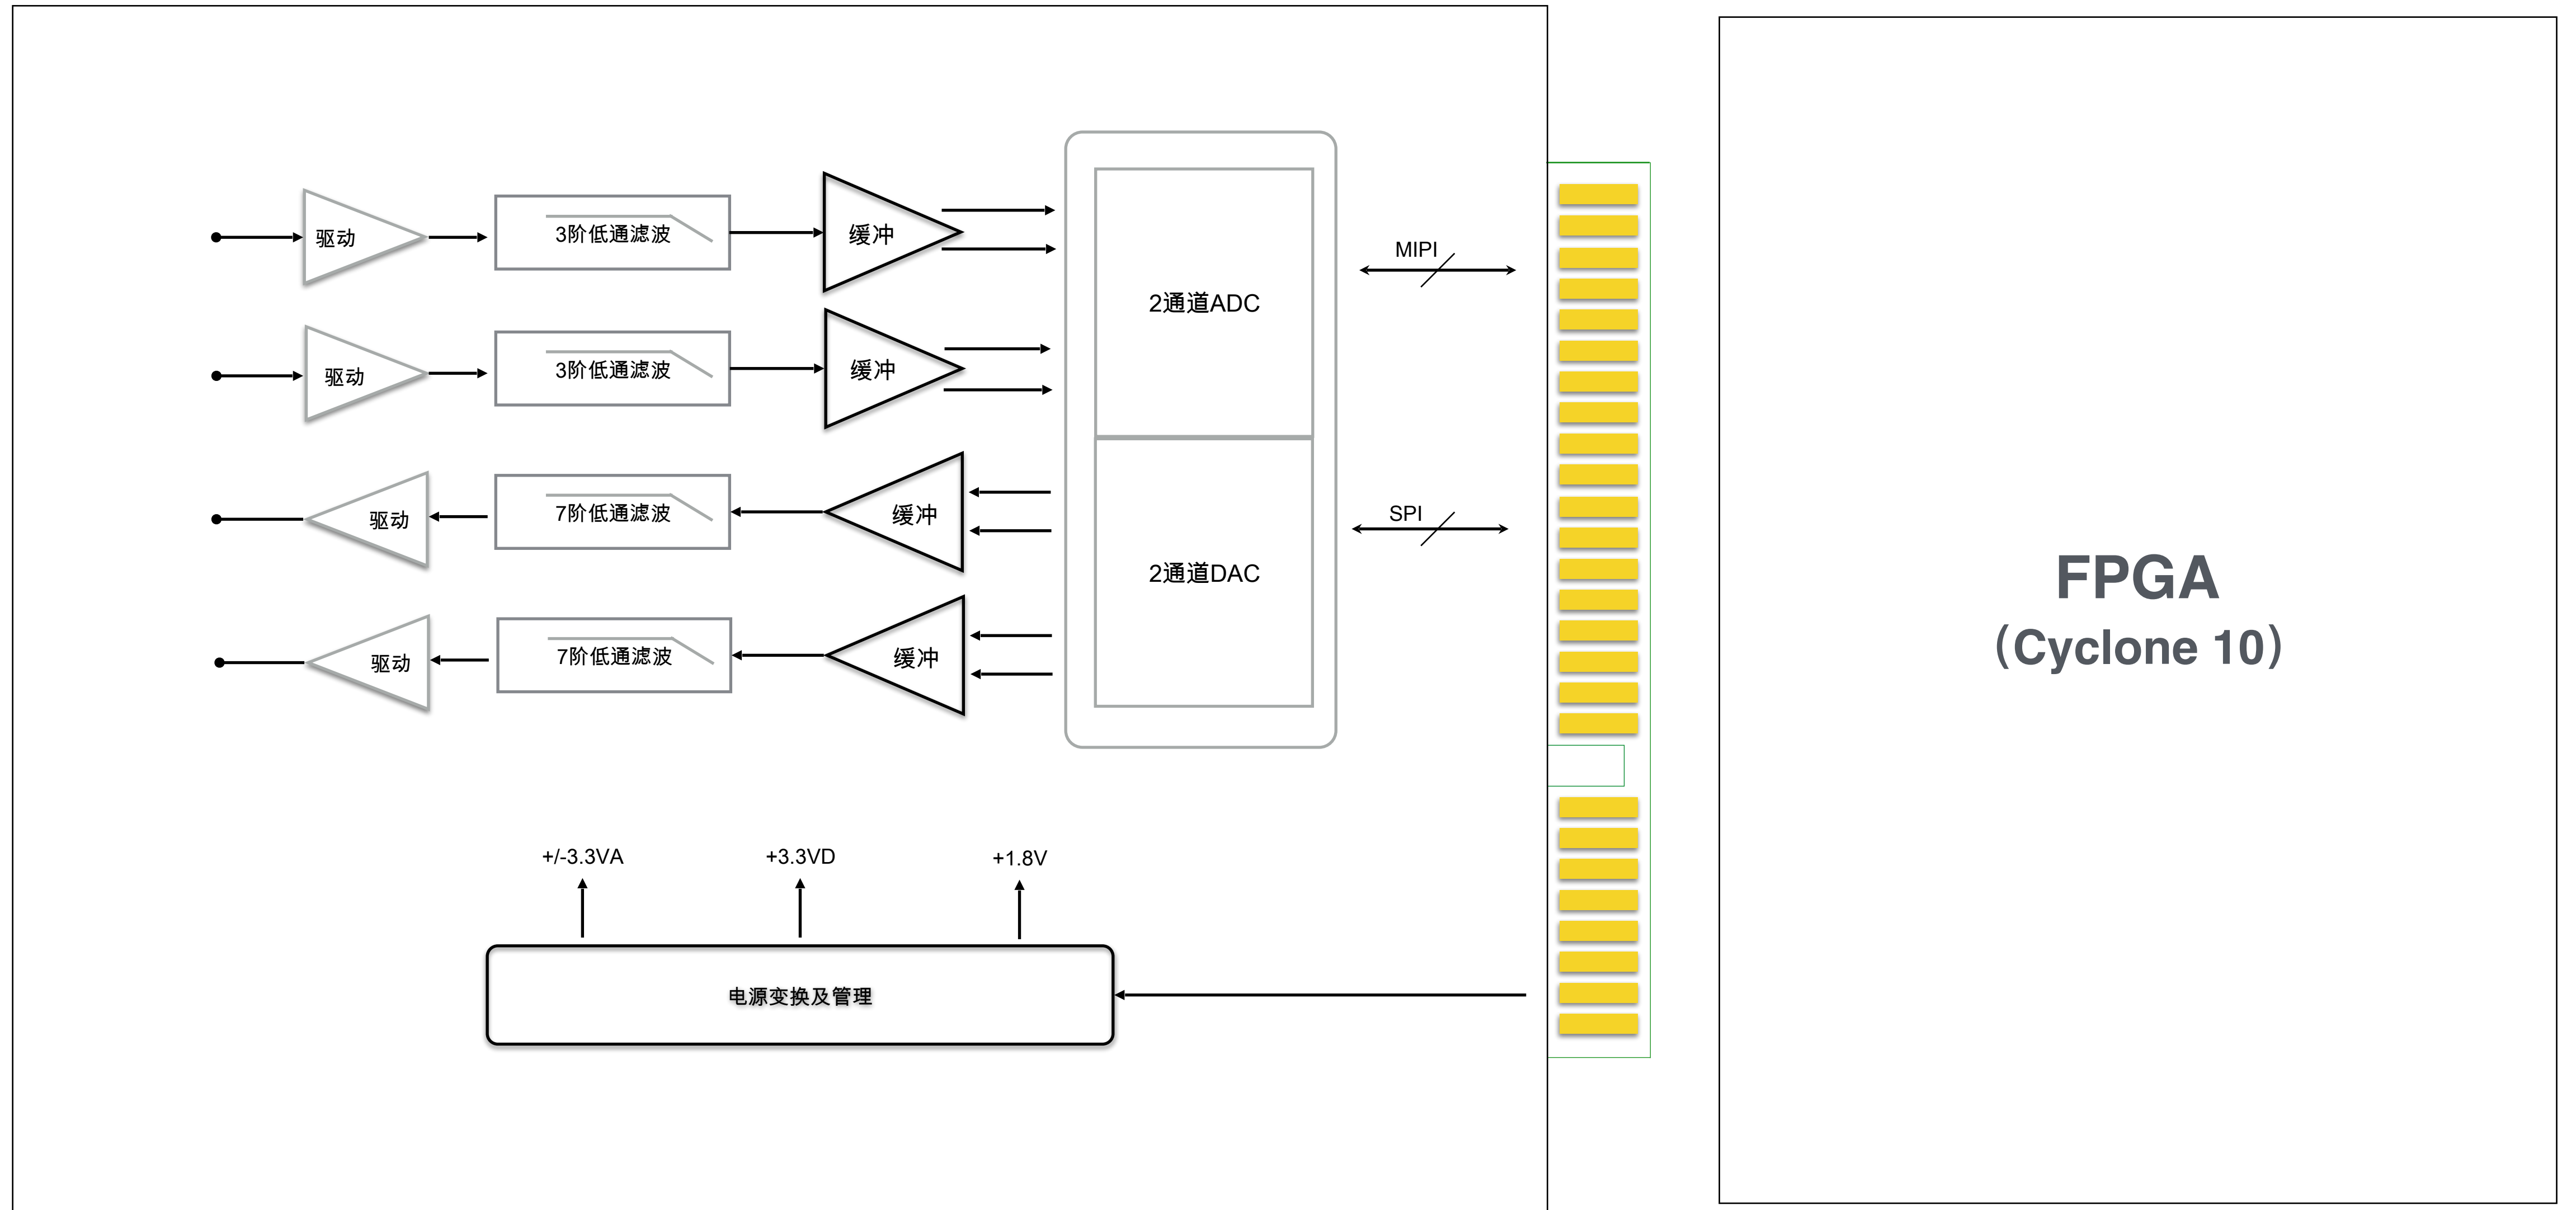 驱动
3阶低通滤波
缓冲
驱动
3阶低通滤波
缓冲
2通道ADC
MIPI
驱动
7阶低通滤波
缓冲
2通道DAC
SPI
驱动
7阶低通滤波
缓冲
+/-3.3VA
+3.3VD
+1.8V
电源变换及管理
FPGA
（Cyclone 10）